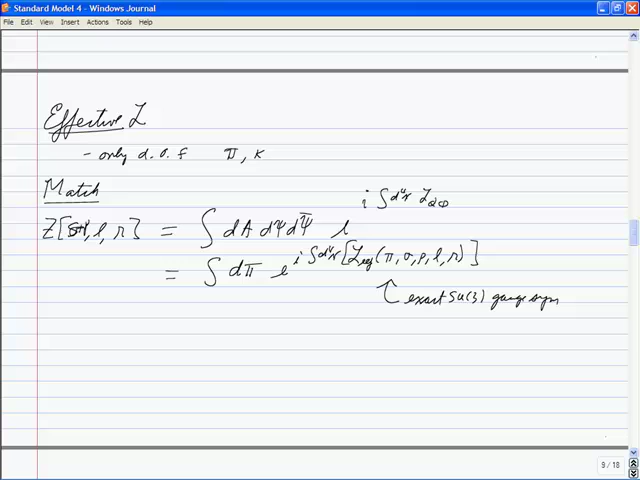 Standard Model 4 - Windows Journal
File Edit View Insert Actions Tools Help
Effective L
- only d.o.f π, K
Match
Z[s, p, l, r] = ∫ dA dΨ dΨ̄ e^{i ∫d⁴x L_QCD}
= ∫ dπ e^{i ∫d⁴x [L_eff (π, σ, p, l, r)]}
↑ exact SU(3) gauge sym
9 / 18